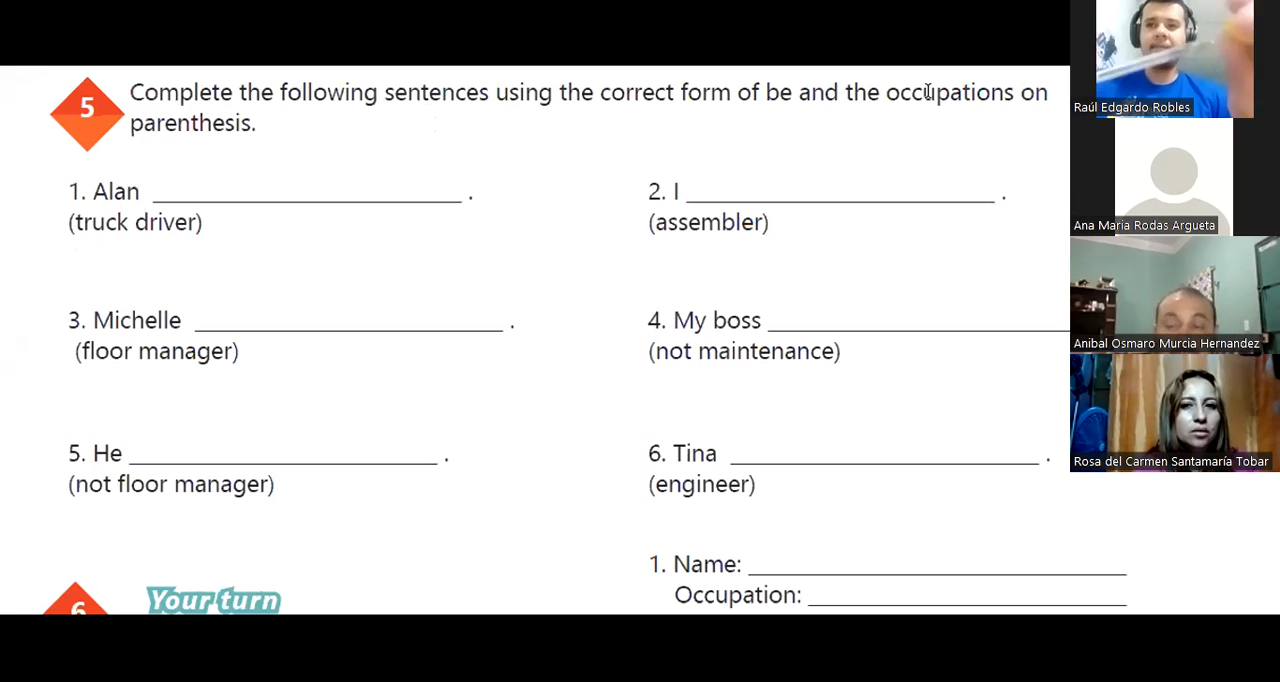 5
Complete the following sentences using the correct form of be and the occupations on
parenthesis.
1. Alan ______________________ .
(truck driver)
2. I ______________________ .
(assembler)
3. Michelle ______________________ .
(floor manager)
4. My boss ______________________
(not maintenance)
5. He ______________________ .
(not floor manager)
6. Tina ______________________ .
(engineer)
1. Name: ______________________
Occupation: ______________________
6
Your turn
Raúl Edgardo Robles
Ana Maria Rodas Argueta
Anibal Osmaro Murcia Hernandez
Rosa del Carmen Santamaría Tobar